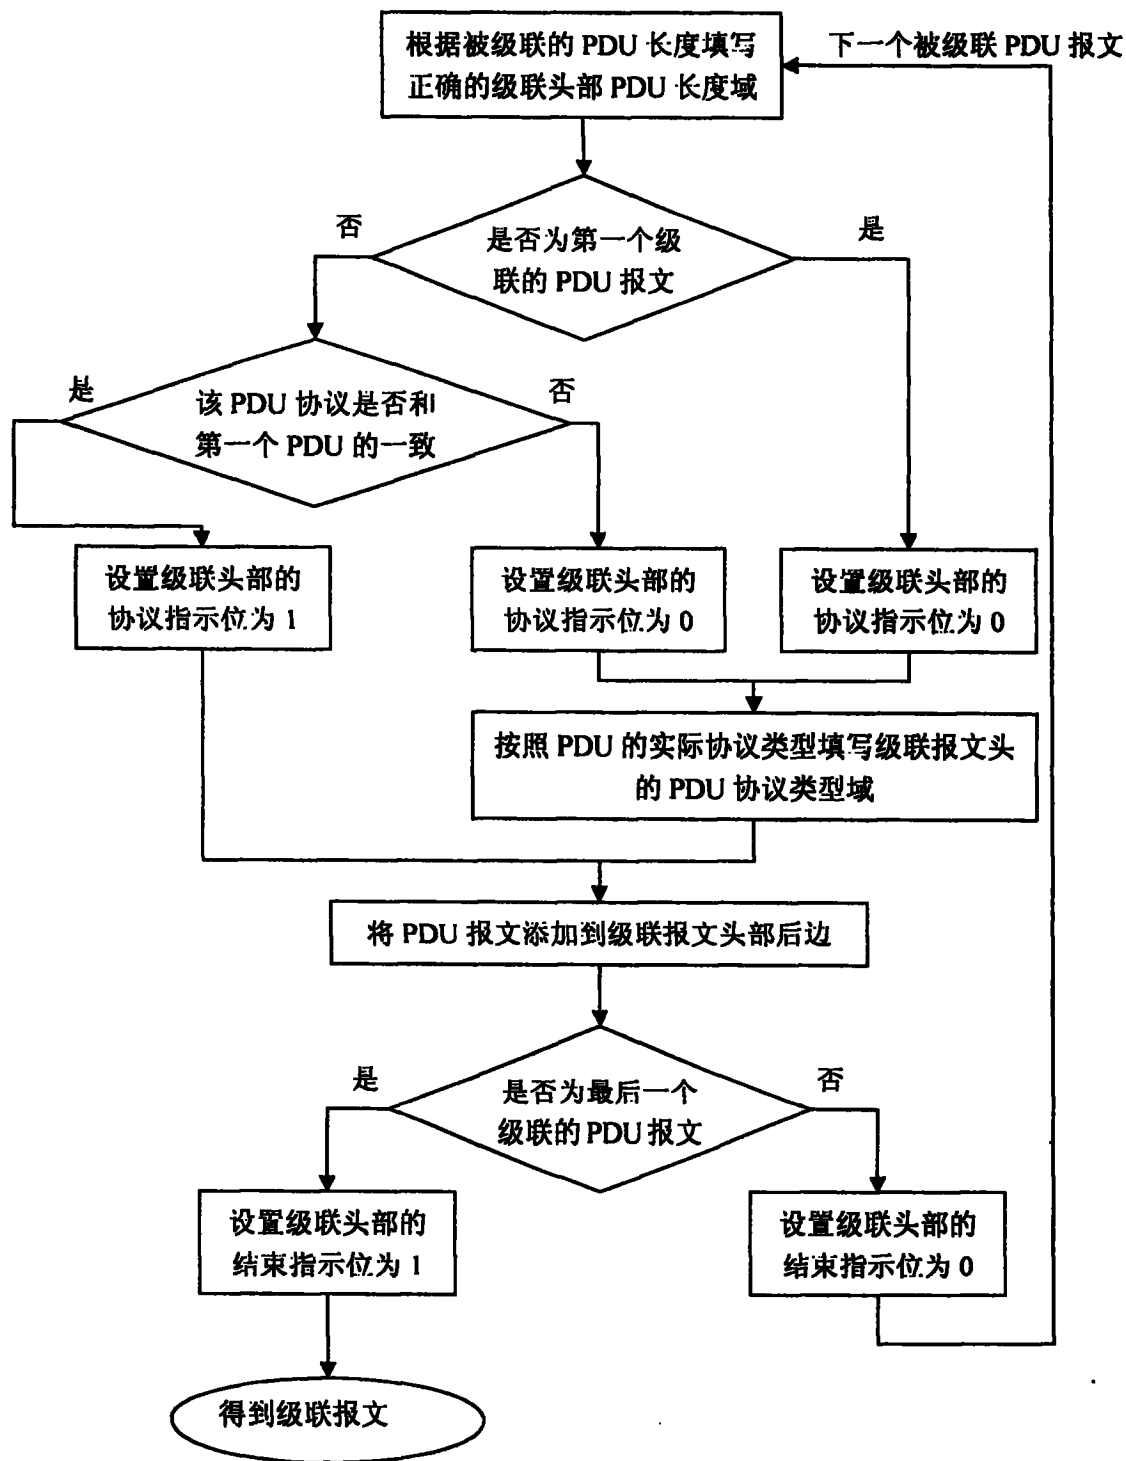 根据被级联的 PDU 长度填写
正确的级联头部 PDU 长度域
下一个被级联 PDU 报文
否
是否为第一个级
联的 PDU 报文
是
是
该 PDU 协议是否和
第一个 PDU 的一致
否
设置级联头部的
协议指示位为 1
设置级联头部的
协议指示位为 0
设置级联头部的
协议指示位为 0
按照 PDU 的实际协议类型填写级联报文头
的 PDU 协议类型域
将 PDU 报文添加到级联报文头部后边
是
是否为最后一个
级联的 PDU 报文
否
设置级联头部的
结束指示位为 1
设置级联头部的
结束指示位为 0
得到级联报文